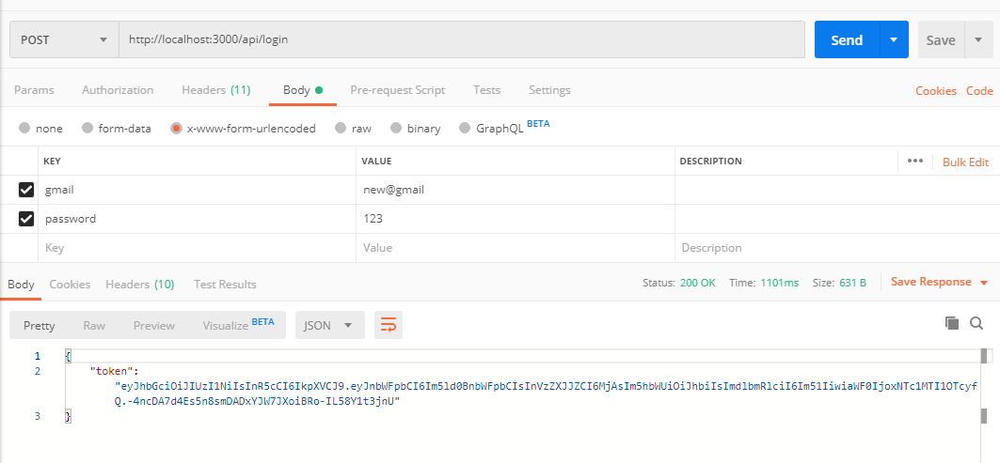 POST http://localhost:3000/api/login Send Save
Params Authorization Headers (11) Body Pre-request Script Tests Settings Cookies Code
none form-data x-www-form-urlencoded raw binary GraphQL BETA
KEY VALUE DESCRIPTION ••• Bulk Edit
gmail new@gmail
password 123
Key Value Description
Body Cookies Headers (10) Test Results Status: 200 OK Time: 1101ms Size: 631 B Save Response
Pretty Raw Preview Visualize BETA JSON
1 {
2 "token":
"eyJhbGciOiJIUzI1NiIsInR5cCI6IkpXVCJ9.eyJnbWFpbCI6Im5ld0BnbWFpbCIsInVzZXJJZCI6MjAsIm5hbWUiOiJhbiIsImdlbmRlciI6Im51IiwiaWF0IjoxNTc1MTI1OTcyf
Q.-4ncDA7d4Es5n8smDADxYJW7JXoiBRo-IL58Y1t3jnU"
3 }